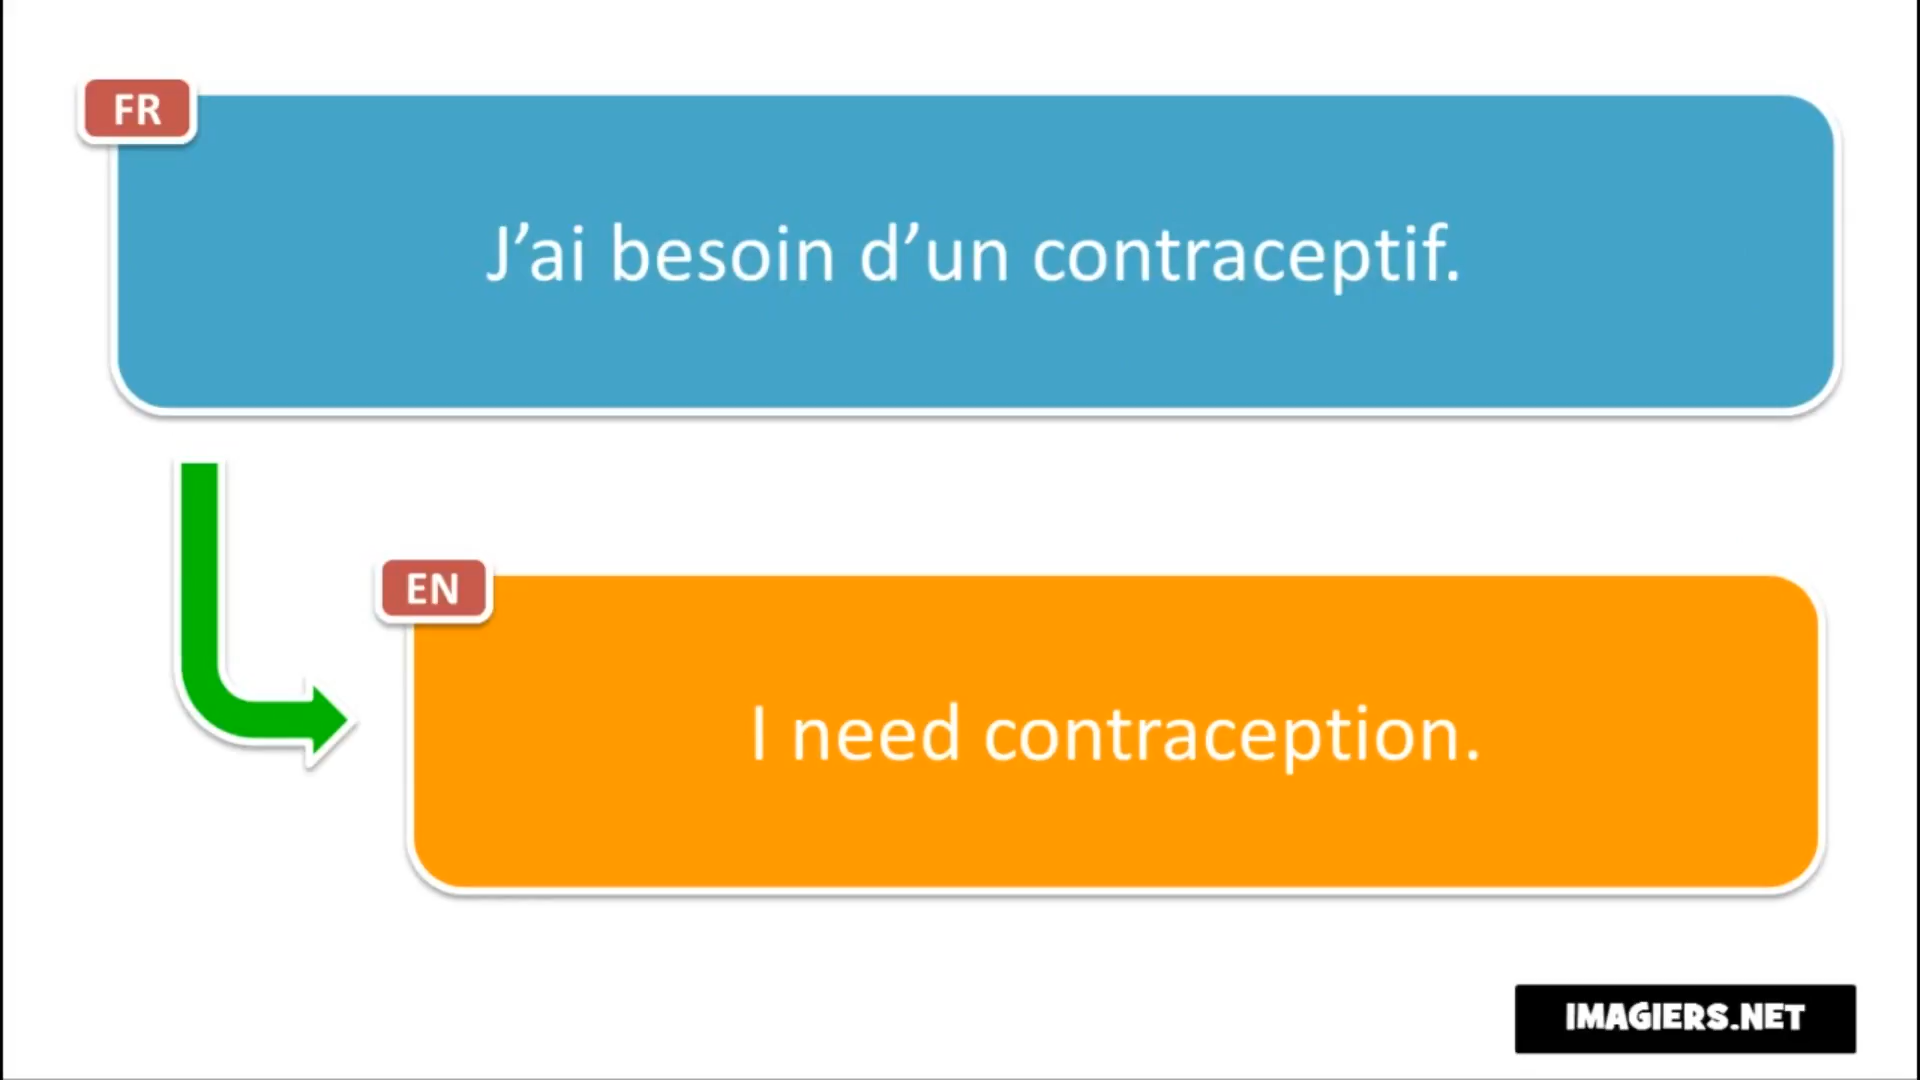 FR
J’ai besoin d’un contraceptif.
EN
I need contraception.
IMAGIERS.NET